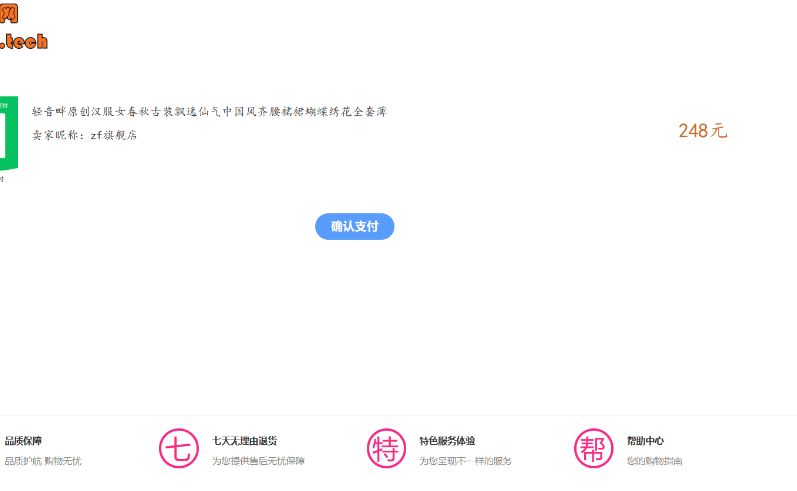 网
.tech
支付
轻音畔原创汉服女春秋古装飘逸仙气中国风齐腰襦裙蝴蝶绣花全套薄
卖家昵称：zf旗舰店
248元
付
确认支付
品质保障
品质护航 购物无忧
七
七天无理由退货
为您提供售后无忧保障
特
特色服务体验
为您呈现不一样的服务
帮
帮助中心
您的购物指南